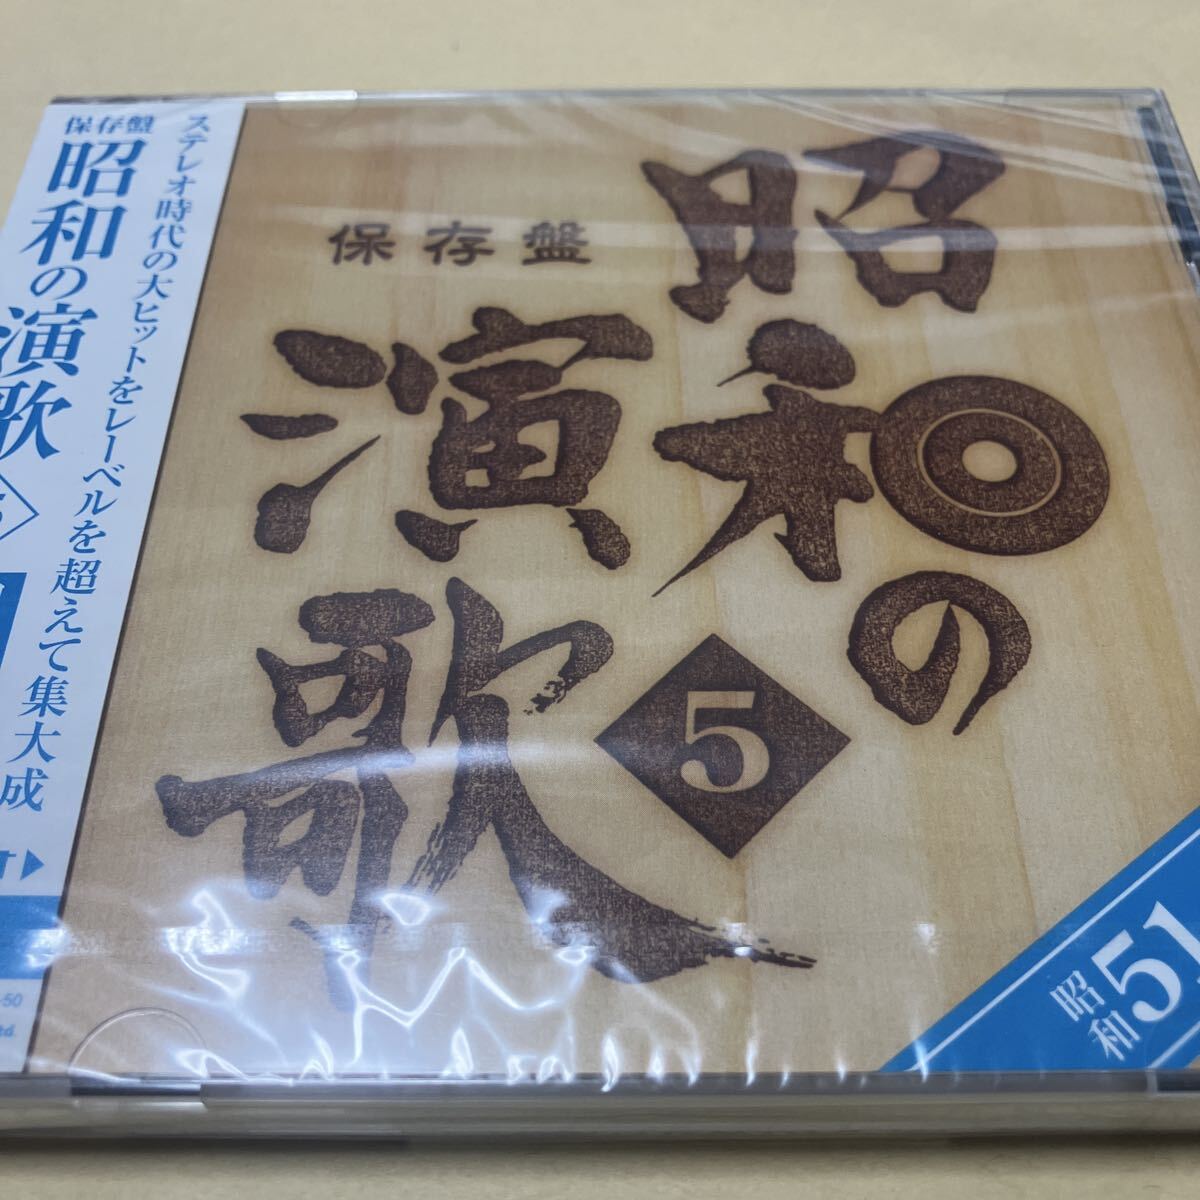 保存盤
昭和の演歌
ステレオ時代の大ヒットをレーベルを超えて集大成
-50
td.
保存盤
昭和の
演歌
5
昭和51